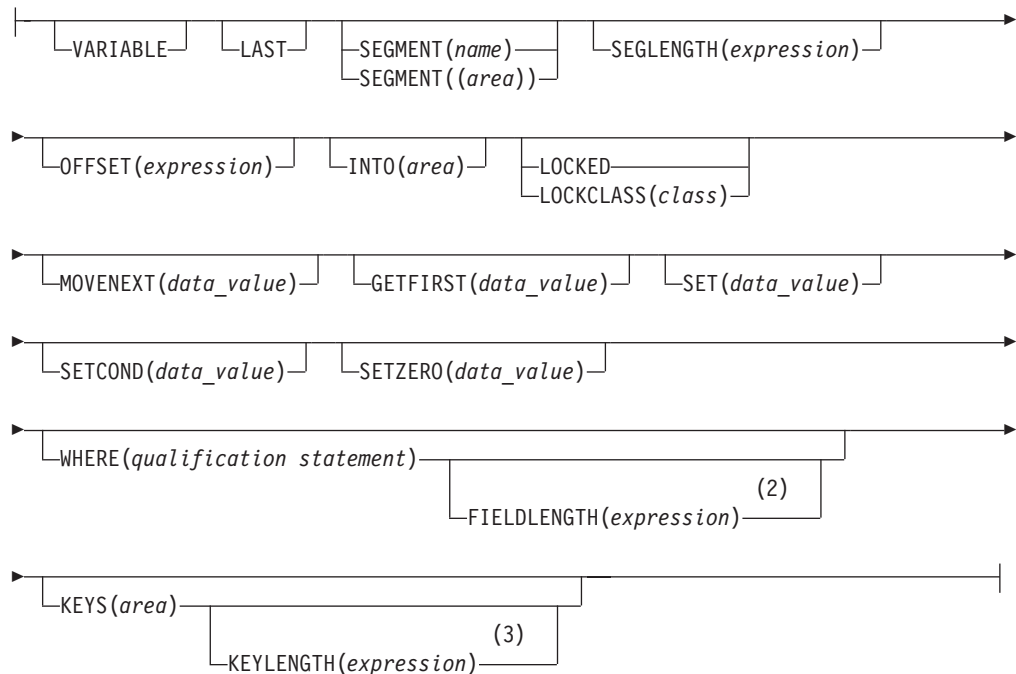 VARIABLE LAST SEGMENT(name) SEGLENGTH(expression)
SEGMENT((area))
OFFSET(expression) INTO(area) LOCKED
LOCKCLASS(class)
MOVENEXT(data_value) GETFIRST(data_value) SET(data_value)
SETCOND(data_value) SETZERO(data_value)
WHERE(qualification statement)
(2)
FIELDLENGTH(expression)
KEYS(area)
(3)
KEYLENGTH(expression)